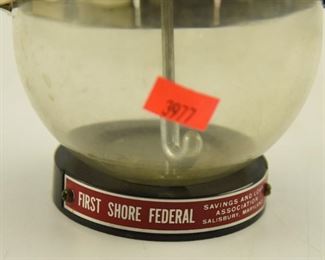 3977
FIRST SHORE FEDERAL
SAVINGS AND LOAN
ASSOCIATION
SALISBURY, MARYLAND